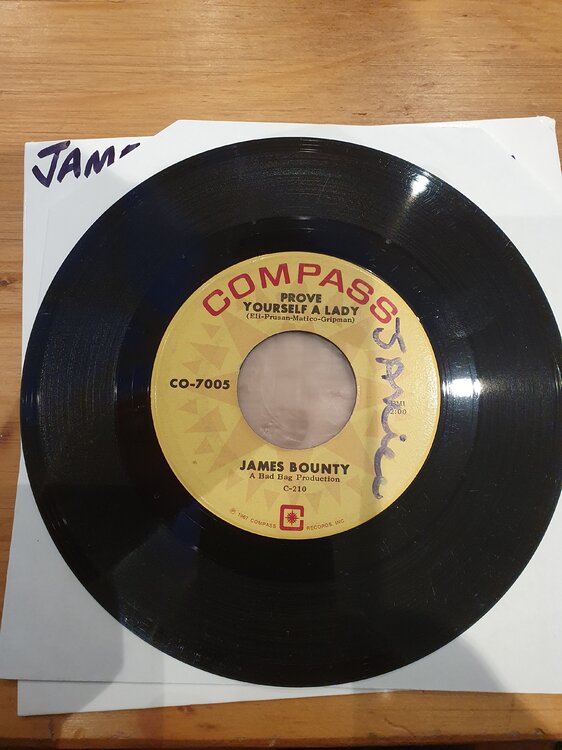 JAM
COMPASS
PROVE
YOURSELF A LADY
(Eli-Prusan-Matico-Gripman)
CO-7005
BMI
2:00
JAMES BOUNTY
A Bad Bag Production
C-210
℗ 1967 COMPASS RECORDS, INC.